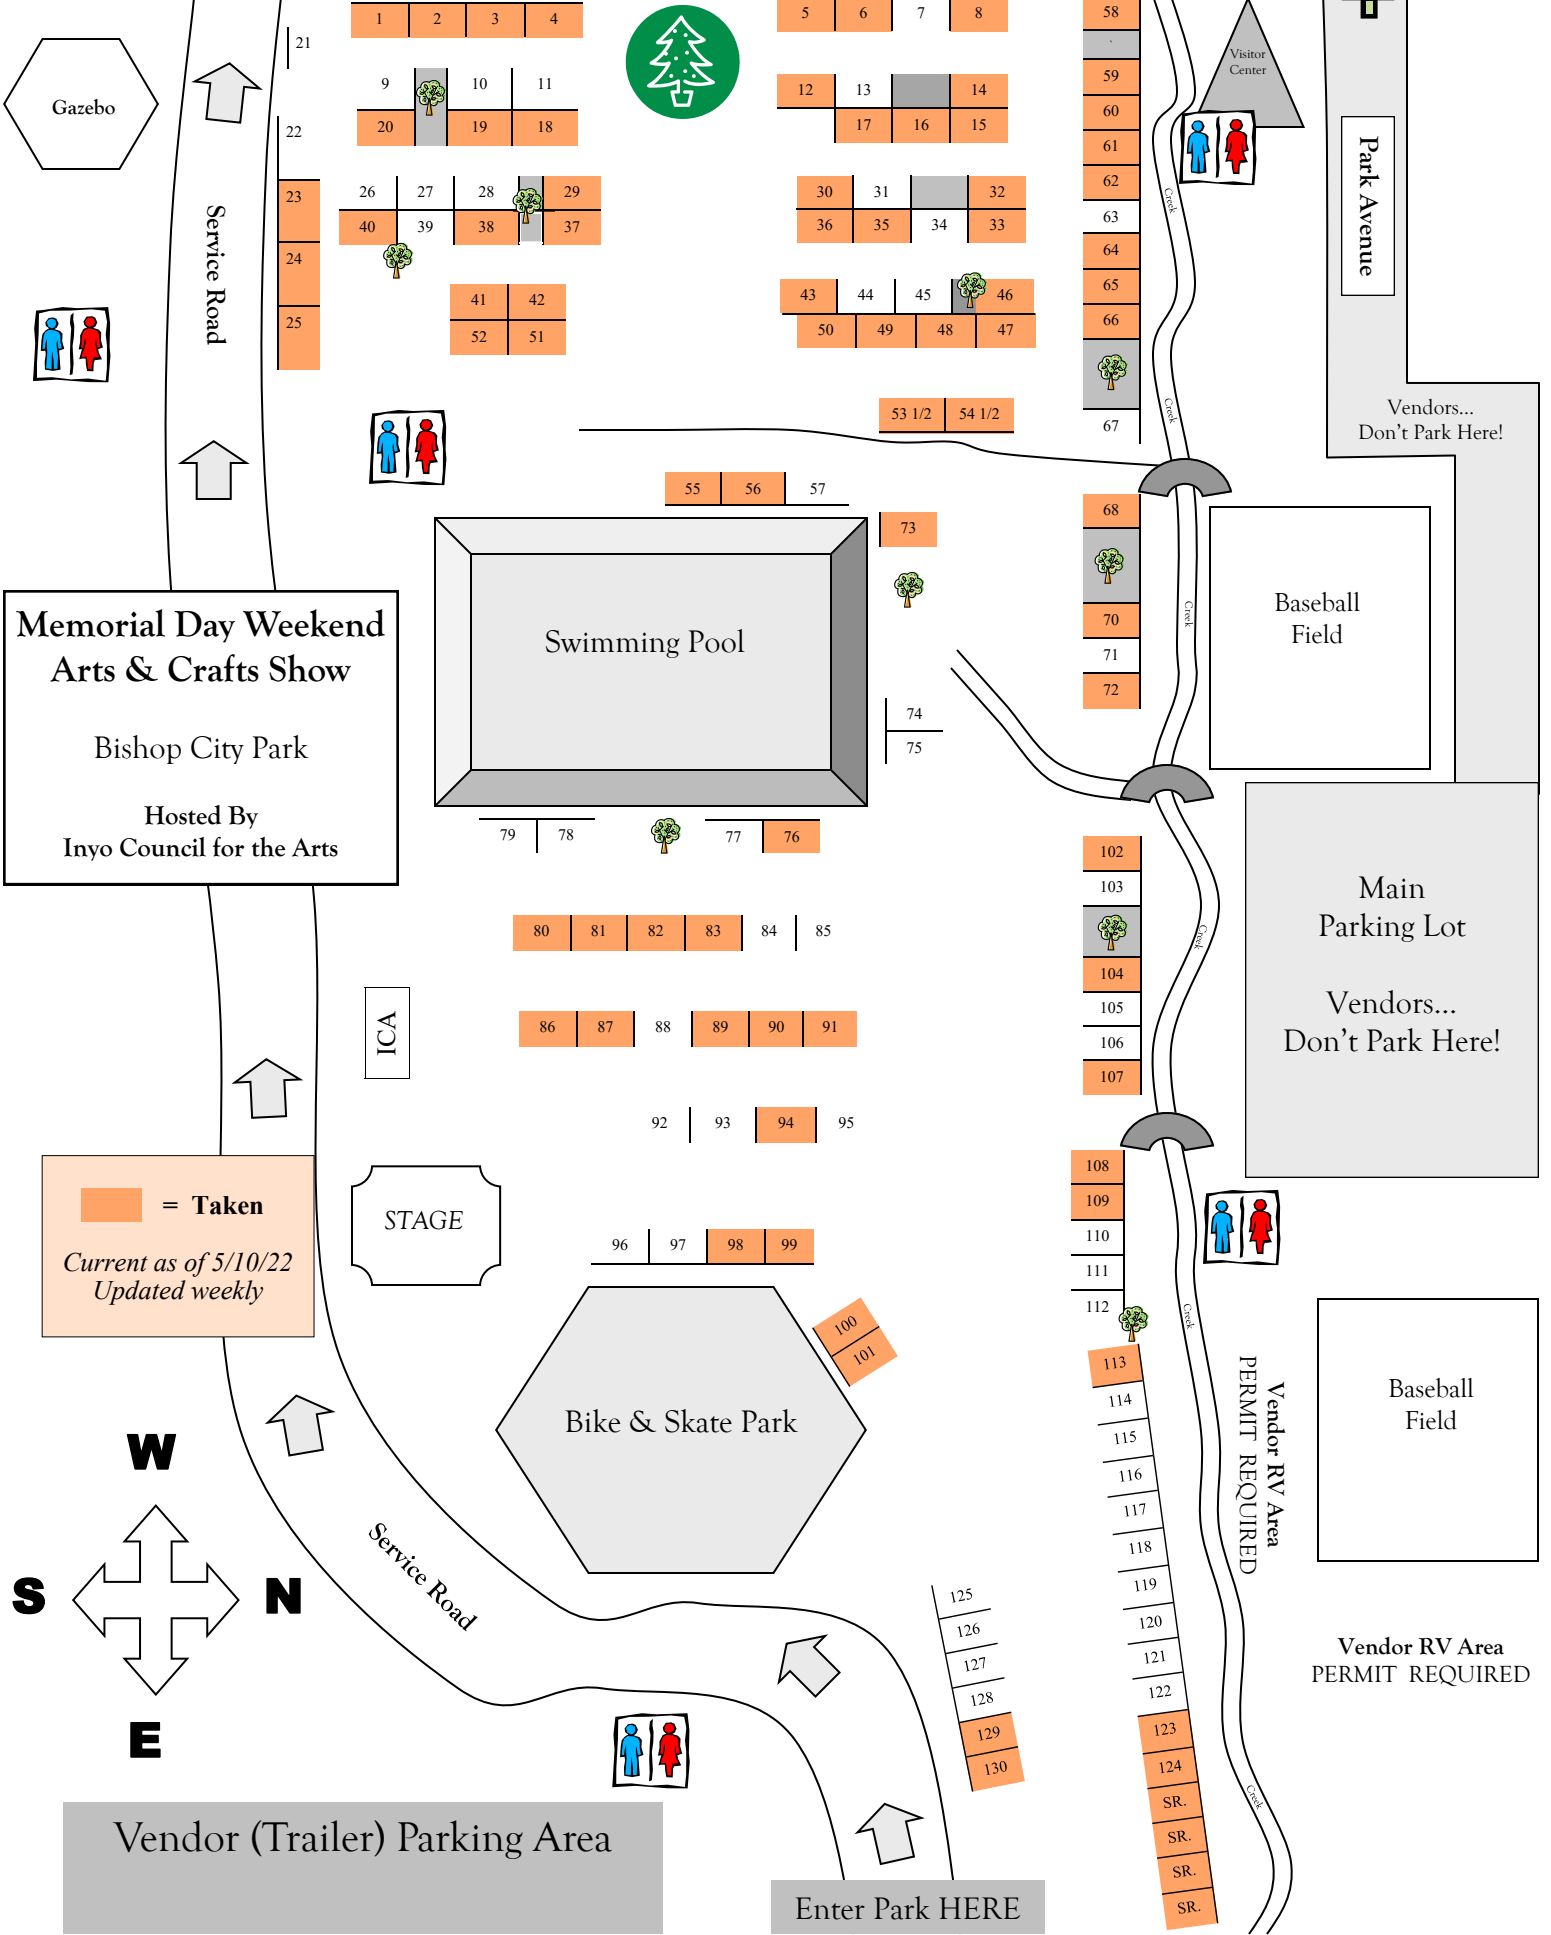 1 2 3 4
5 6 7 8
58
21
Visitor
Center
9 10 11
12 13 14
59
Gazebo
20 19 18
17 16 15
60
22
61
Park Avenue
23
26 27 28 29
30 31 32
62
Creek
40 39 38 37
36 35 34 33
63
Service Road
24
64
25
41 42
43 44 45 46
65
52 51
50 49 48 47
66
53 1/2 54 1/2
67
Creek
Vendors...
Don't Park Here!
55 56 57
68
73
Memorial Day Weekend
Arts & Crafts Show
Bishop City Park
Hosted By
Inyo Council for the Arts
Swimming Pool
70
71
72
Creek
Baseball
Field
74
75
79 78
77 76
102
103
80 81 82 83 84 85
104
105
106
107
Creek
Main
Parking Lot
Vendors...
Don't Park Here!
ICA
86 87 88 89 90 91
92 93 94 95
= Taken
Current as of 5/10/22
Updated weekly
STAGE
108
109
110
111
112
96 97 98 99
100
101
Creek
Bike & Skate Park
113
114
115
116
117
118
119
120
121
122
123
124
SR.
SR.
SR.
SR.
Vendor RV Area
PERMIT REQUIRED
Baseball
Field
W
S
N
E
Service Road
125
126
127
128
129
130
Vendor RV Area
PERMIT REQUIRED
Creek
Vendor (Trailer) Parking Area
Enter Park HERE